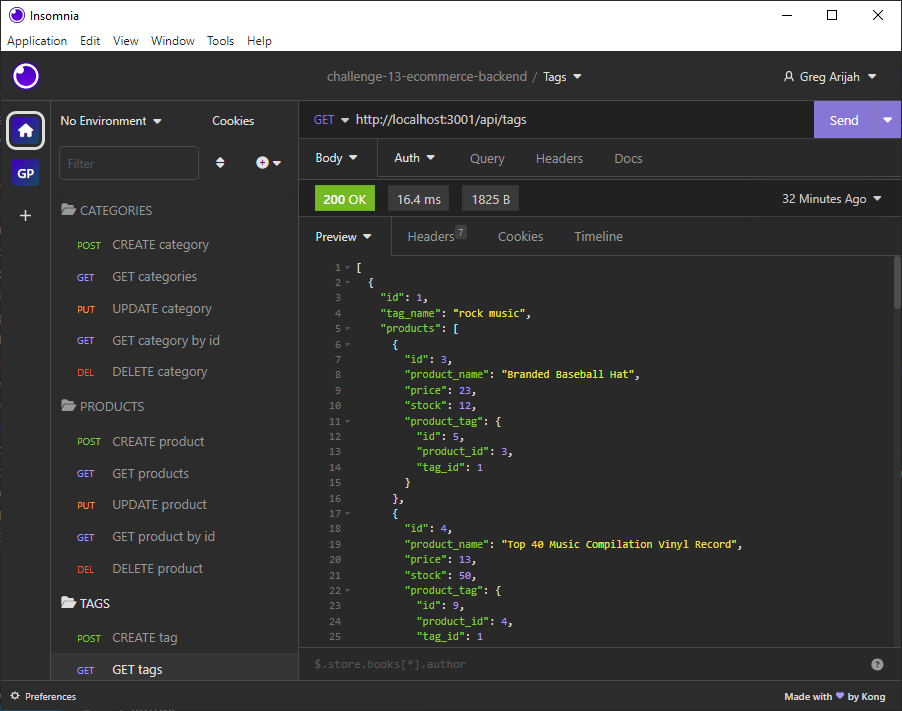 Insomnia
Application Edit View Window Tools Help
challenge-13-ecommerce-backend / Tags
Greg Arijah
No Environment
Cookies
Filter
GP
CATEGORIES
POST CREATE category
GET GET categories
PUT UPDATE category
GET GET category by id
DEL DELETE category
PRODUCTS
POST CREATE product
GET GET products
PUT UPDATE product
GET GET product by id
DEL DELETE product
TAGS
POST CREATE tag
GET GET tags
GET http://localhost:3001/api/tags
Send
Body Auth Query Headers Docs
200 OK 16.4 ms 1825 B 32 Minutes Ago
Preview Headers 7 Cookies Timeline
1 [
2 {
3 "id": 1,
4 "tag_name": "rock music",
5 "products": [
6 {
7 "id": 3,
8 "product_name": "Branded Baseball Hat",
9 "price": 23,
10 "stock": 12,
11 "product_tag": {
12 "id": 5,
13 "product_id": 3,
14 "tag_id": 1
15 }
16 },
17 {
18 "id": 4,
19 "product_name": "Top 40 Music Compilation Vinyl Record",
20 "price": 13,
21 "stock": 50,
22 "product_tag": {
23 "id": 9,
24 "product_id": 4,
25 "tag_id": 1
$.store.books[*].author
?
Preferences
Made with 💜 by Kong